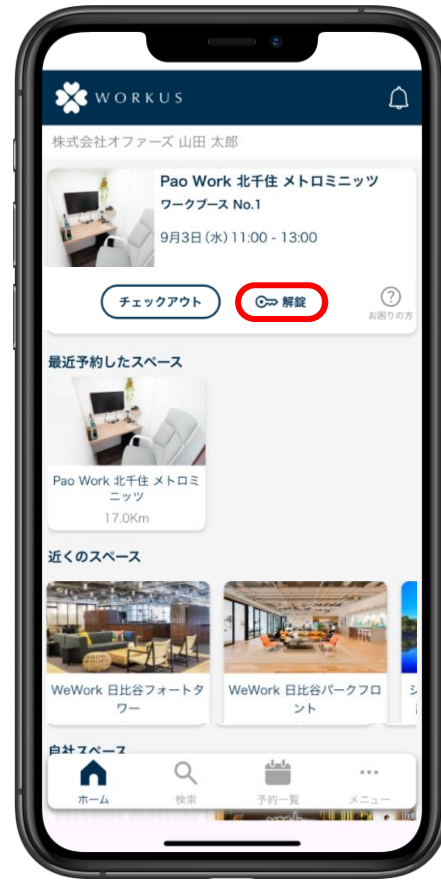 WORKUS
株式会社オファーズ 山田 太郎
Pao Work 北千住 メトロミニッツ
ワークブース No.1
9月3日(水) 11:00 - 13:00
チェックアウト
解錠
?
お困りの方
最近予約したスペース
Pao Work 北千住 メトロミ
ニッツ
17.0Km
近くのスペース
WeWork 日比谷フォートタ
ワー
WeWork 日比谷パークフロ
ント
自社スペース
ホーム
検索
予約一覧
メニュー